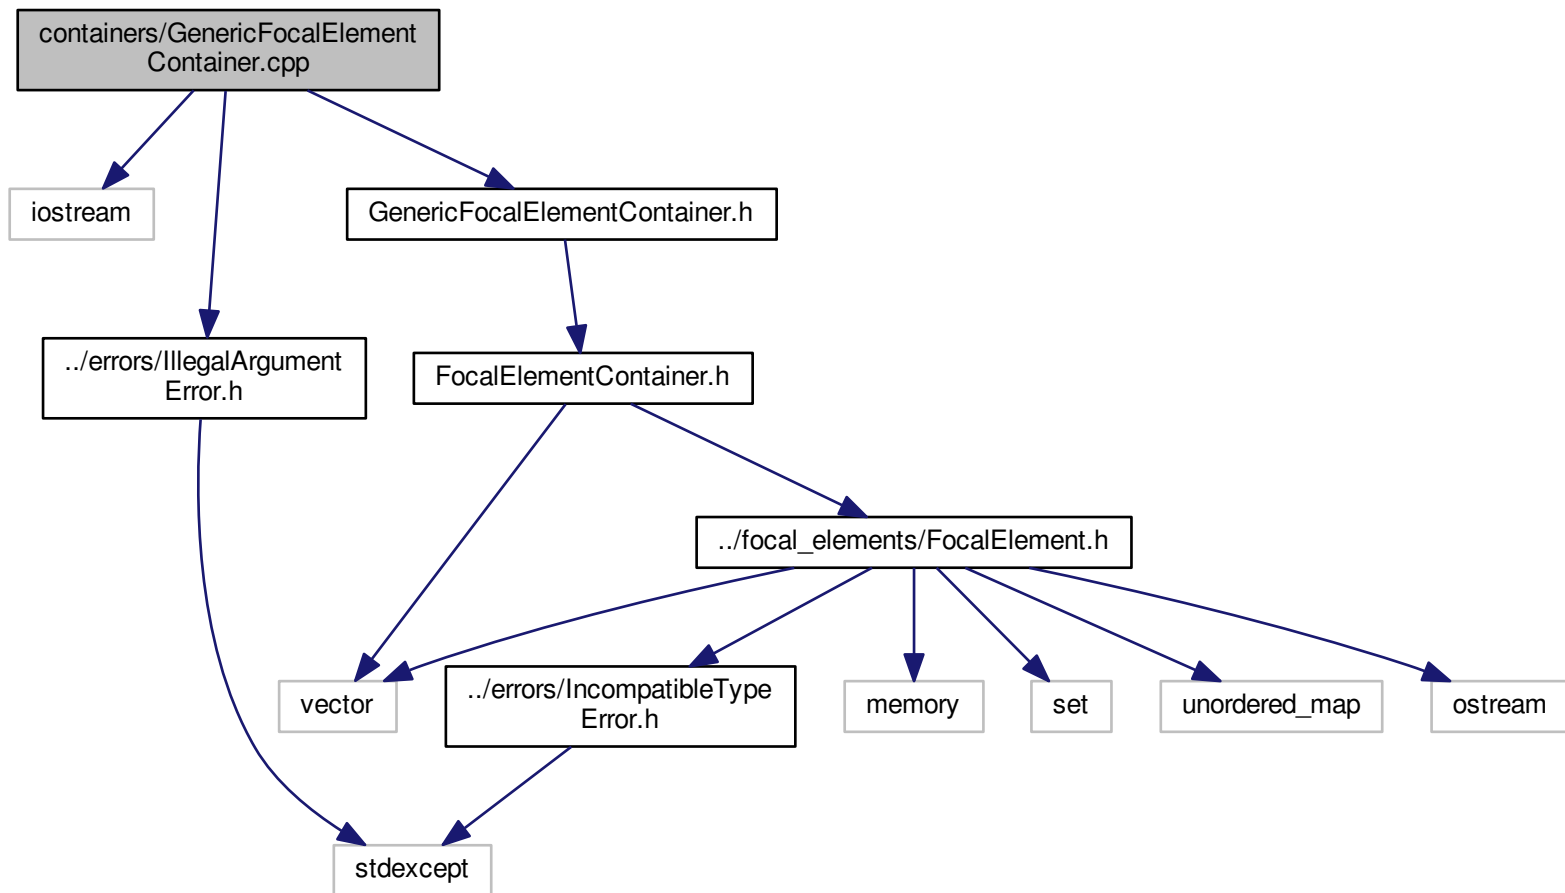 containers/GenericFocalElement
Container.cpp
iostream
GenericFocalElementContainer.h
../errors/IllegalArgument
Error.h
FocalElementContainer.h
../focal_elements/FocalElement.h
vector
../errors/IncompatibleType
Error.h
memory
set
unordered_map
ostream
stdexcept